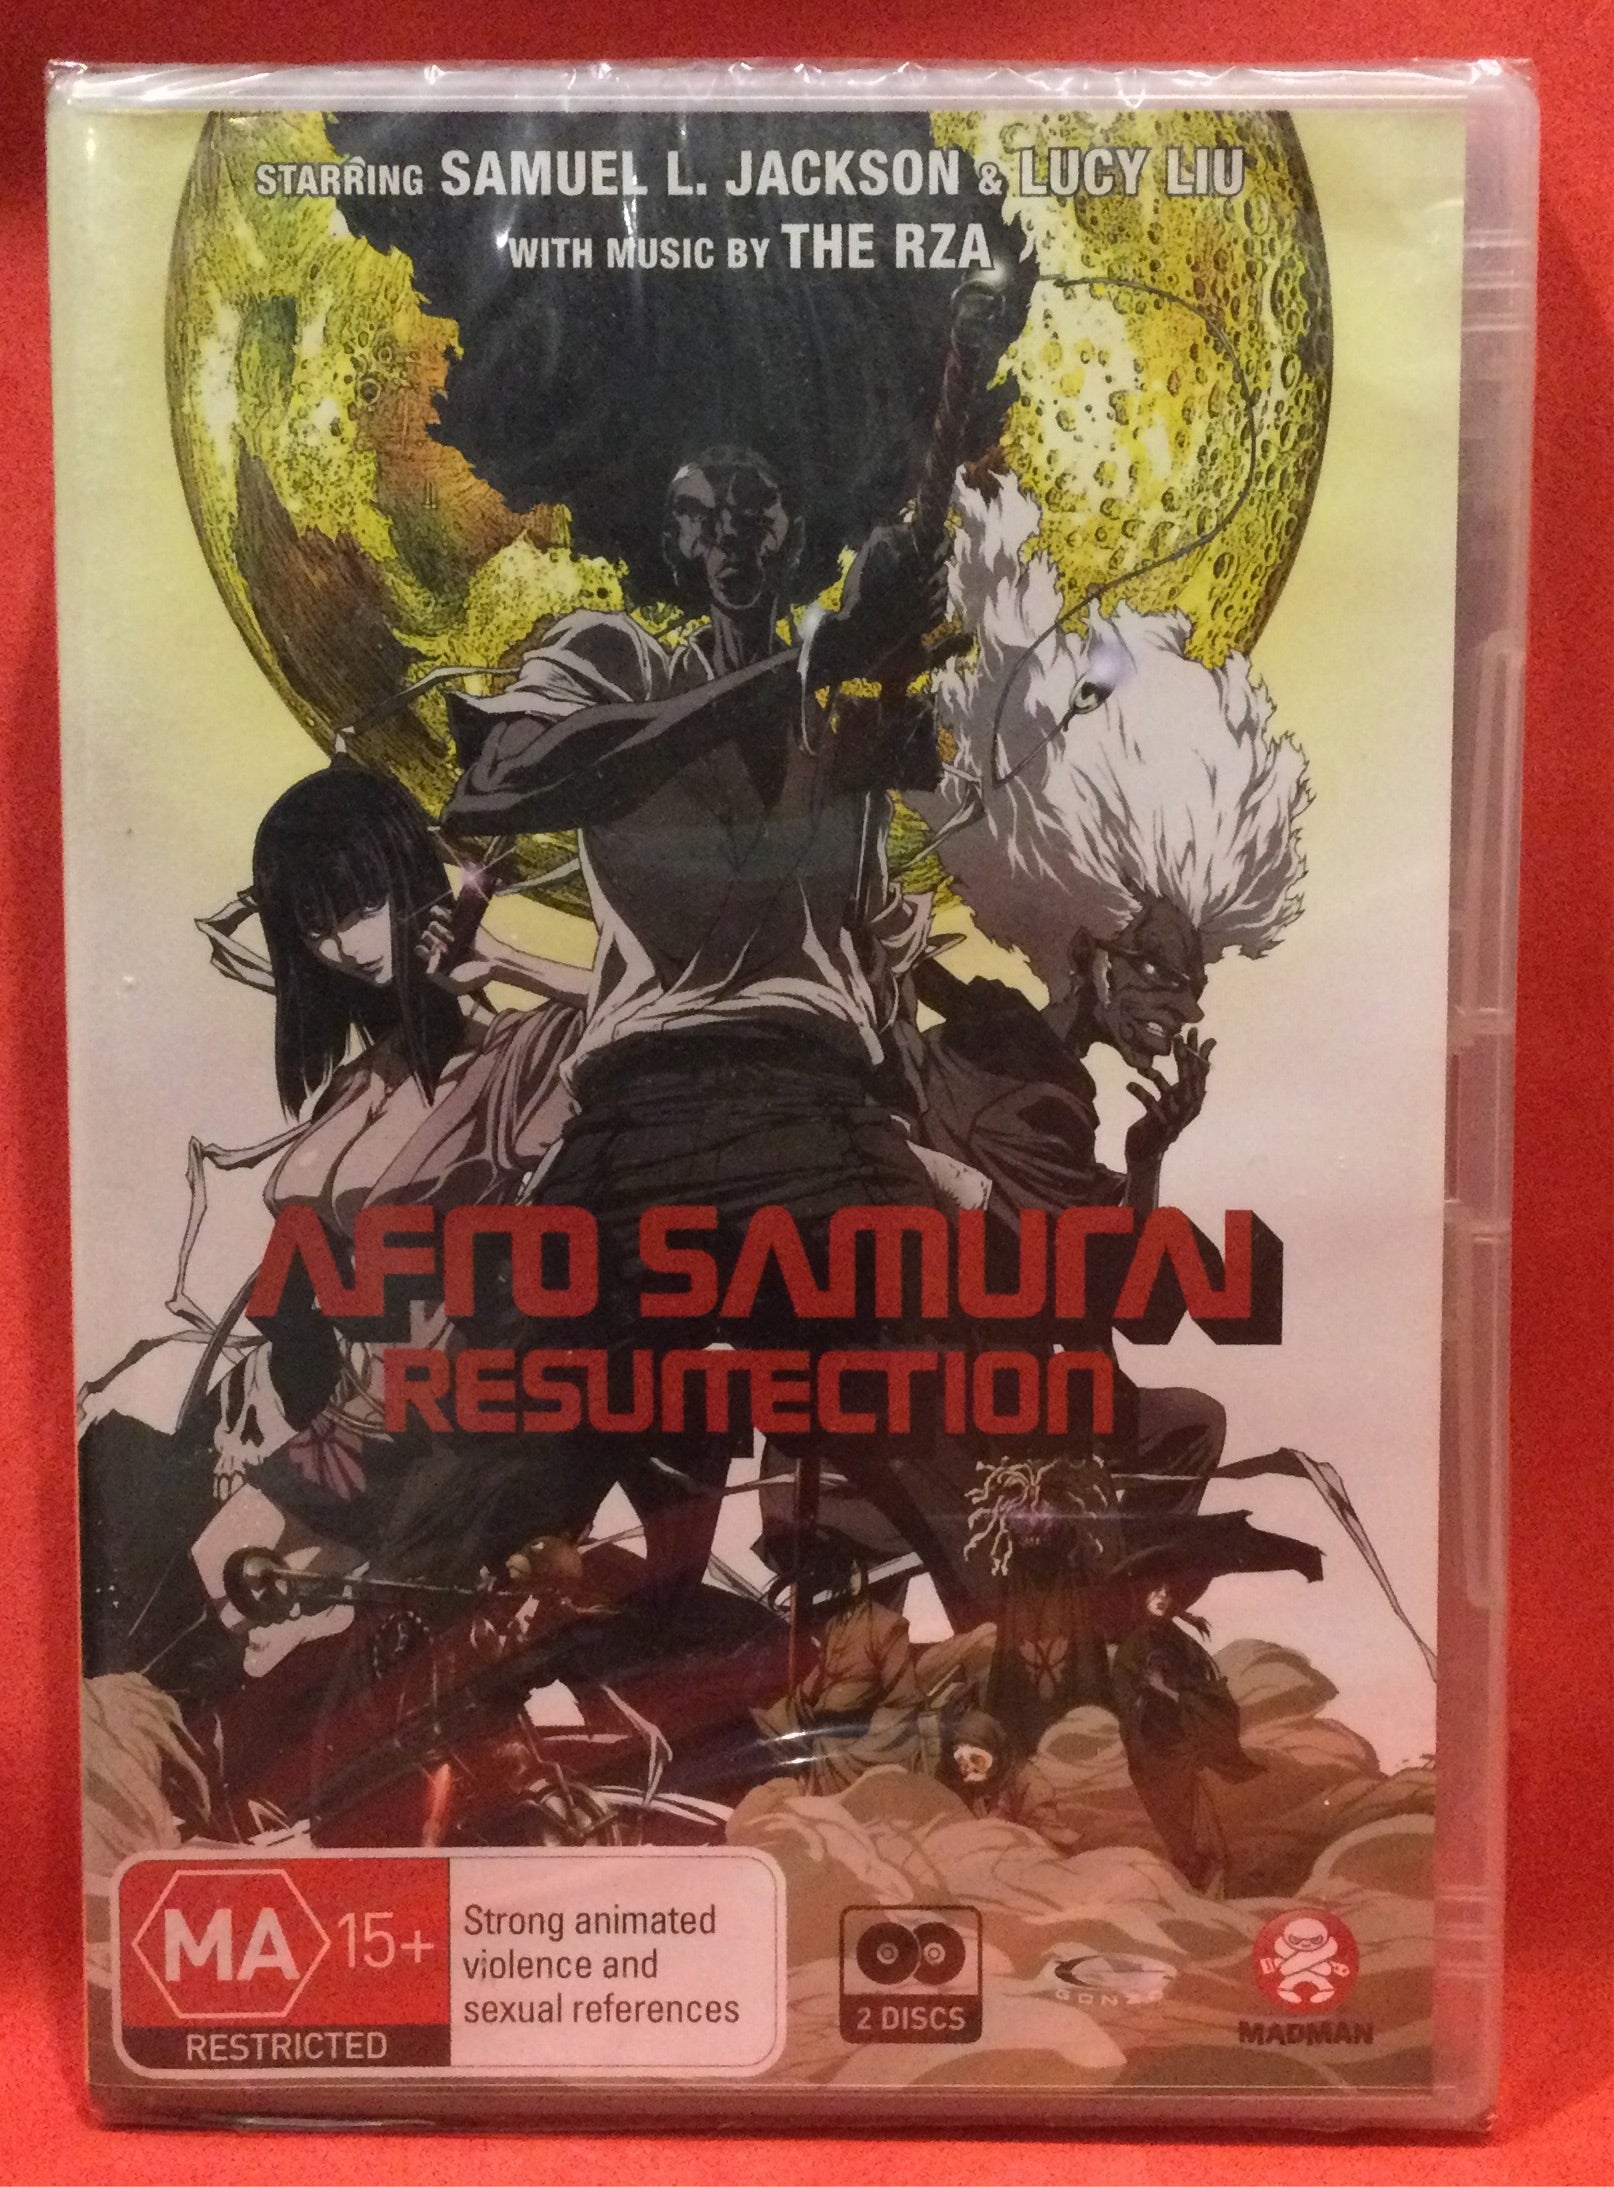 STARRING SAMUEL L. JACKSON & LUCY LIU
WITH MUSIC BY THE RZA
AFRO SAMURAI
RESURRECTION
MA 15+
RESTRICTED
Strong animated
violence and
sexual references
2 DISCS
GONZO
MADMAN